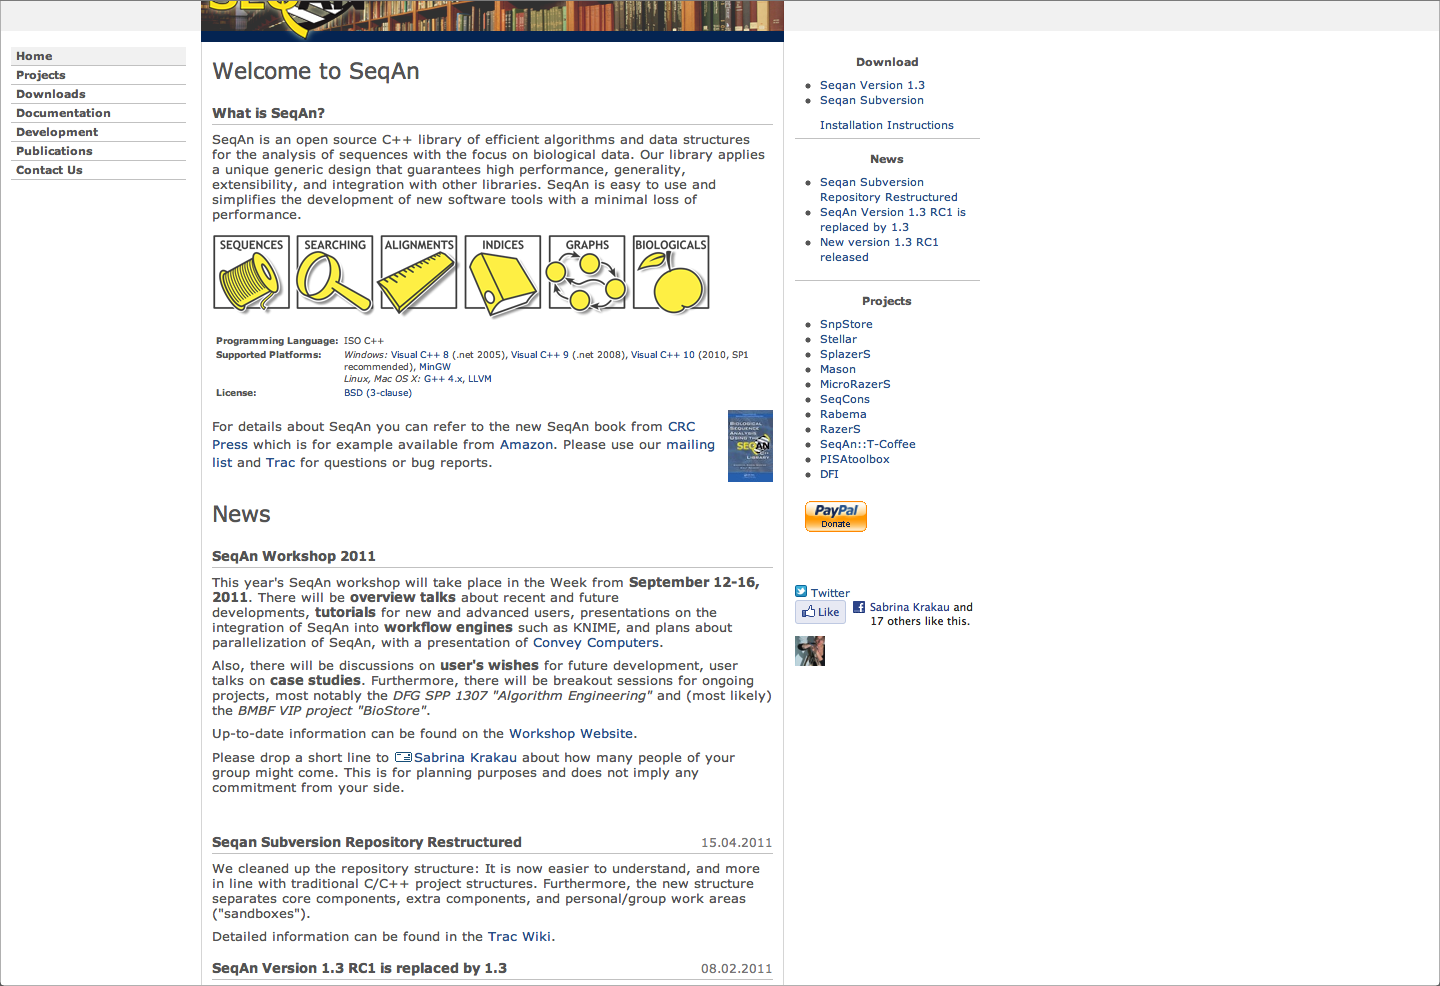 SEQAN
Home
Projects
Downloads
Documentation
Development
Publications
Contact Us
Welcome to SeqAn
What is SeqAn?
SeqAn is an open source C++ library of efficient algorithms and data structures
for the analysis of sequences with the focus on biological data. Our library applies
a unique generic design that guarantees high performance, generality,
extensibility, and integration with other libraries. SeqAn is easy to use and
simplifies the development of new software tools with a minimal loss of
performance.
SEQUENCES SEARCHING ALIGNMENTS INDICES GRAPHS BIOLOGICALS
Programming Language: ISO C++
Supported Platforms: Windows: Visual C++ 8 (.net 2005), Visual C++ 9 (.net 2008), Visual C++ 10 (2010, SP1
recommended), MinGW
Linux, Mac OS X: G++ 4.x, LLVM
License: BSD (3-clause)
For details about SeqAn you can refer to the new SeqAn book from CRC
Press which is for example available from Amazon. Please use our mailing
list and Trac for questions or bug reports.
BIOLOGICAL
SEQUENCE
ANALYSIS
USING THE
SEQAN
C++
LIBRARY
News
SeqAn Workshop 2011
This year's SeqAn workshop will take place in the Week from September 12-16,
2011. There will be overview talks about recent and future
developments, tutorials for new and advanced users, presentations on the
integration of SeqAn into workflow engines such as KNIME, and plans about
parallelization of SeqAn, with a presentation of Convey Computers.
Also, there will be discussions on user's wishes for future development, user
talks on case studies. Furthermore, there will be breakout sessions for ongoing
projects, most notably the DFG SPP 1307 "Algorithm Engineering" and (most likely)
the BMBF VIP project "BioStore".
Up-to-date information can be found on the Workshop Website.
Please drop a short line to Sabrina Krakau about how many people of your
group might come. This is for planning purposes and does not imply any
commitment from your side.
Seqan Subversion Repository Restructured 15.04.2011
We cleaned up the repository structure: It is now easier to understand, and more
in line with traditional C/C++ project structures. Furthermore, the new structure
separates core components, extra components, and personal/group work areas
("sandboxes").
Detailed information can be found in the Trac Wiki.
SeqAn Version 1.3 RC1 is replaced by 1.3 08.02.2011
Download
Seqan Version 1.3
Seqan Subversion
Installation Instructions
News
Seqan Subversion
Repository Restructured
SeqAn Version 1.3 RC1 is
replaced by 1.3
New version 1.3 RC1
released
Projects
SnpStore
Stellar
SplazerS
Mason
MicroRazerS
SeqCons
Rabema
RazerS
SeqAn::T-Coffee
PISAtoolbox
DFI
PayPal
Donate
Twitter
Like
Sabrina Krakau and
17 others like this.